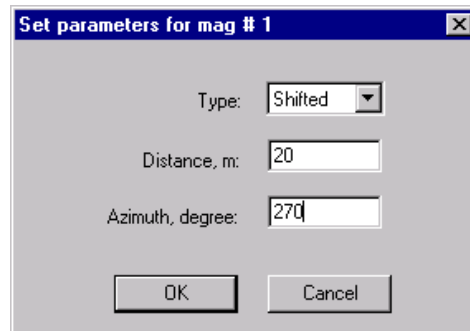 Set parameters for mag # 1
Type: Shifted
Distance, m: 20
Azimuth, degree: 270
OK Cancel